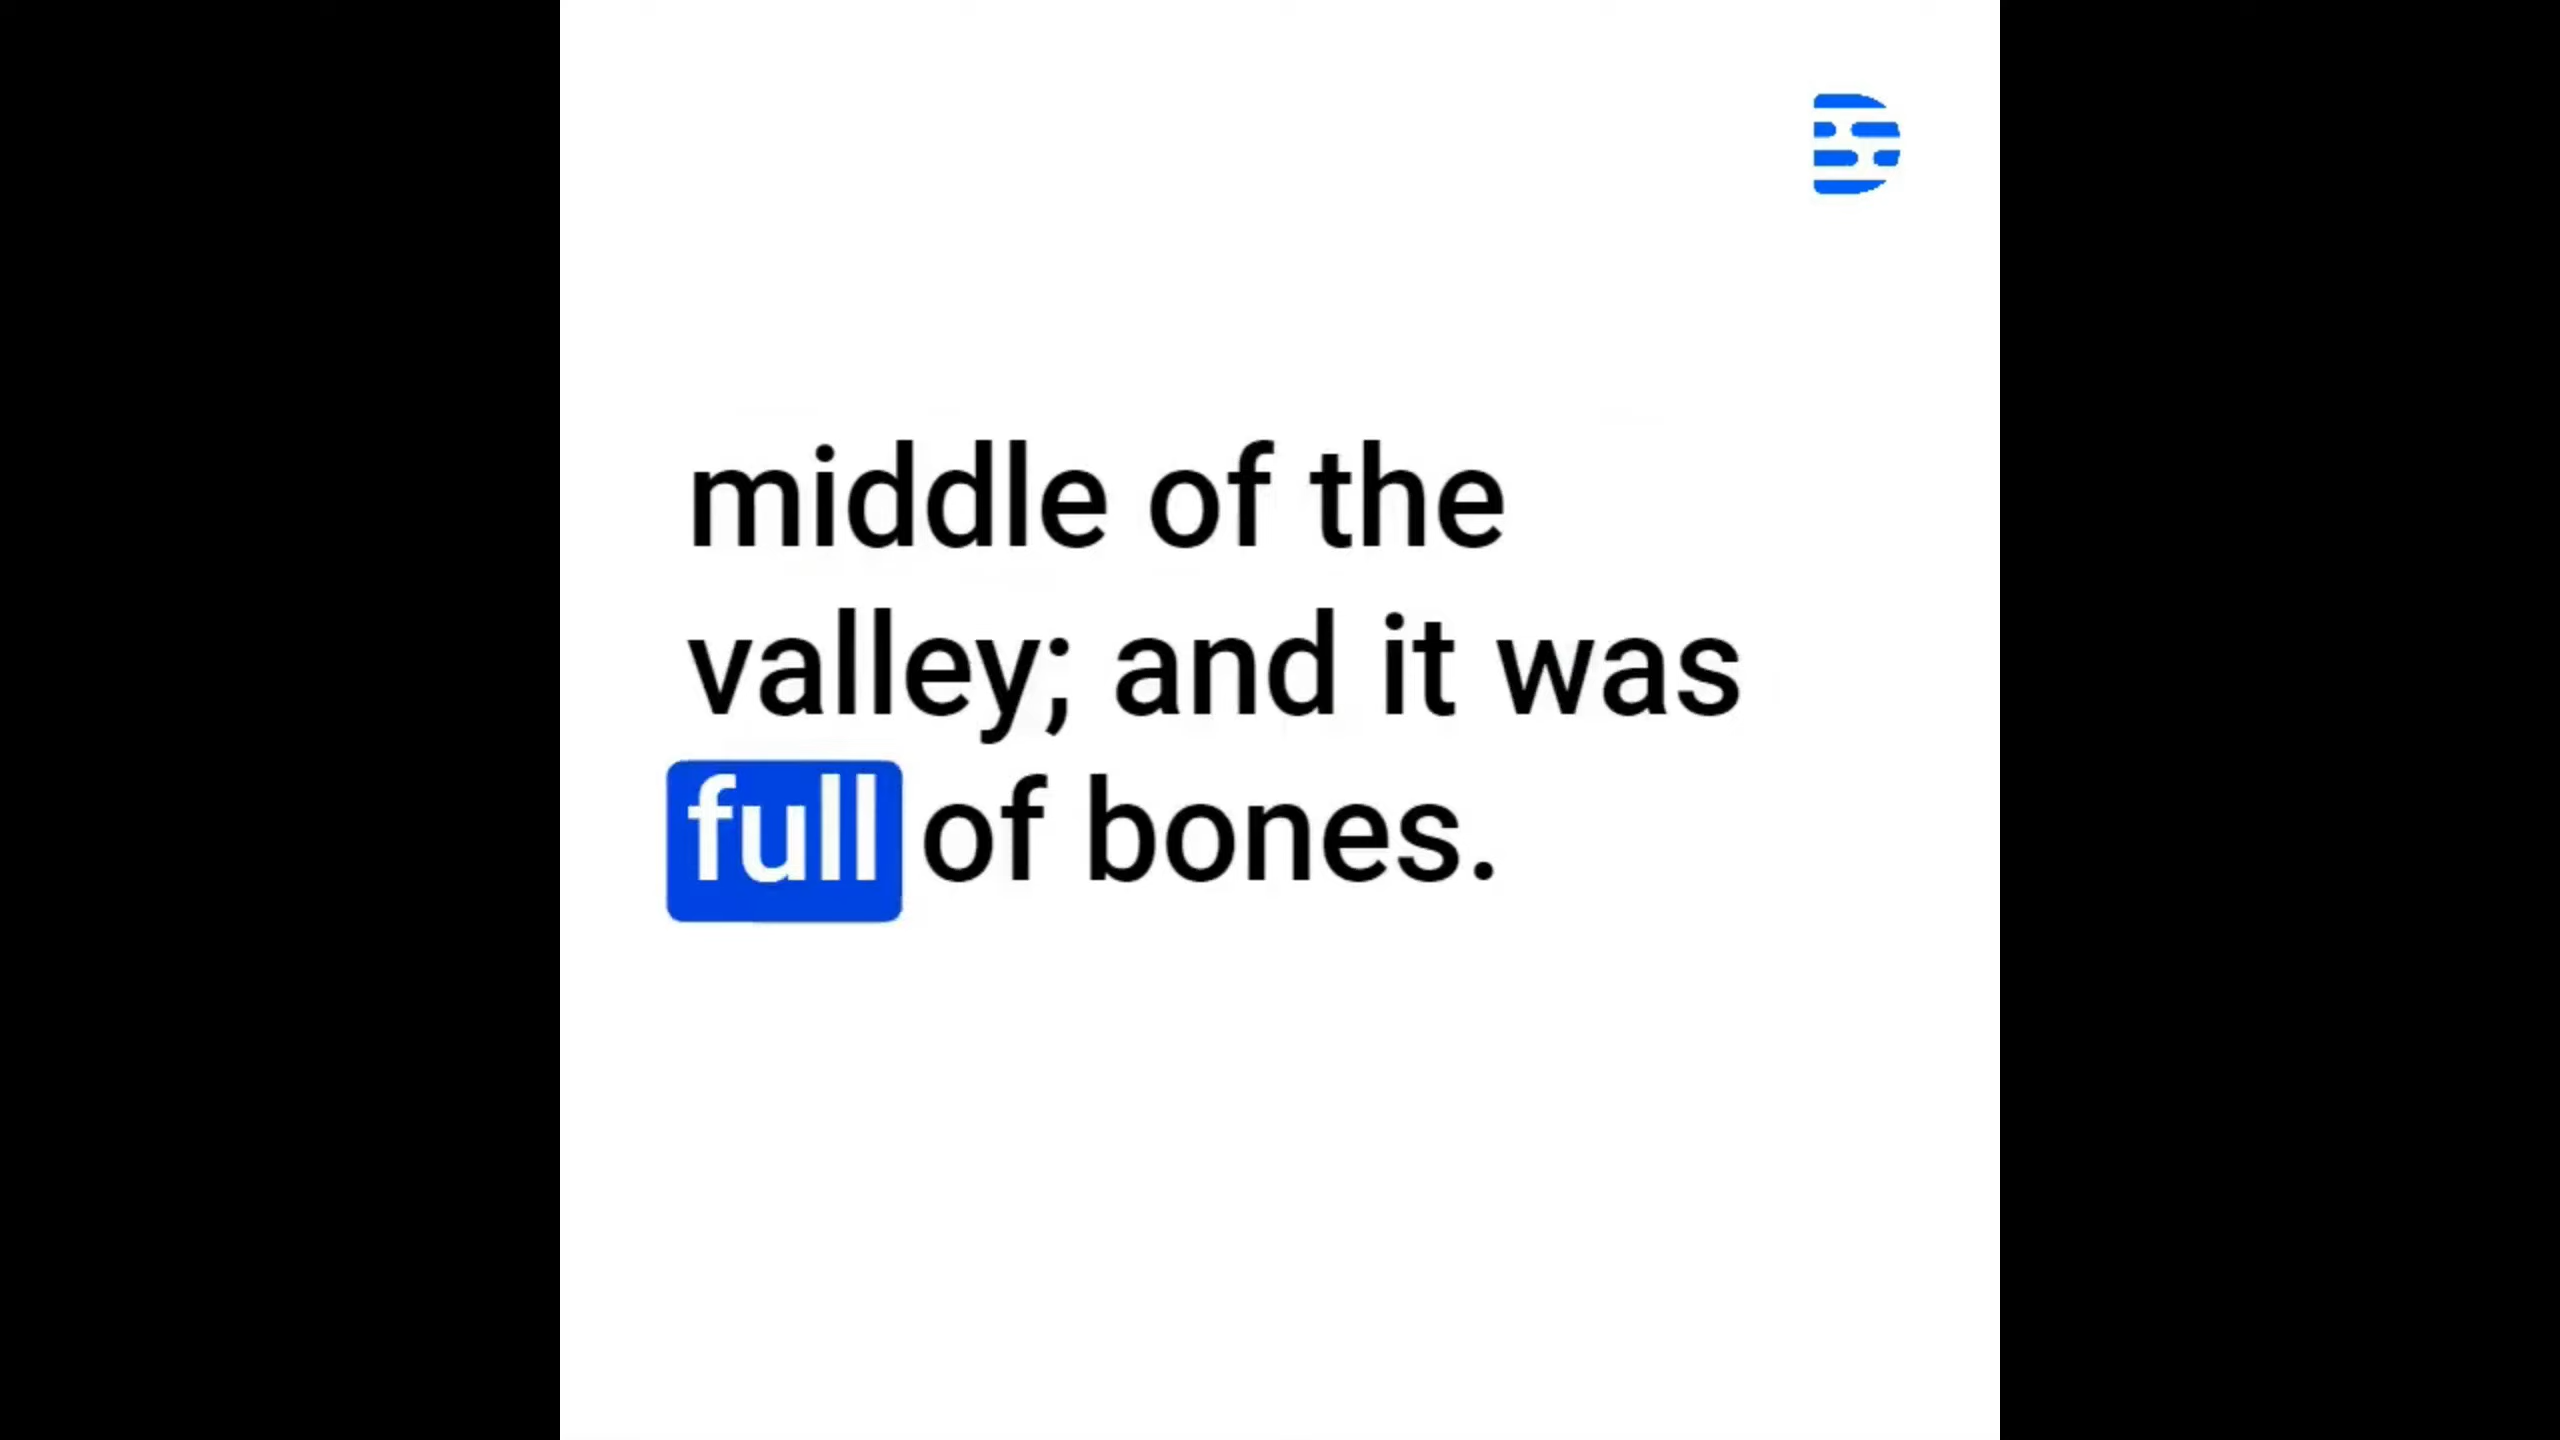 middle of the
valley; and it was
full of bones.